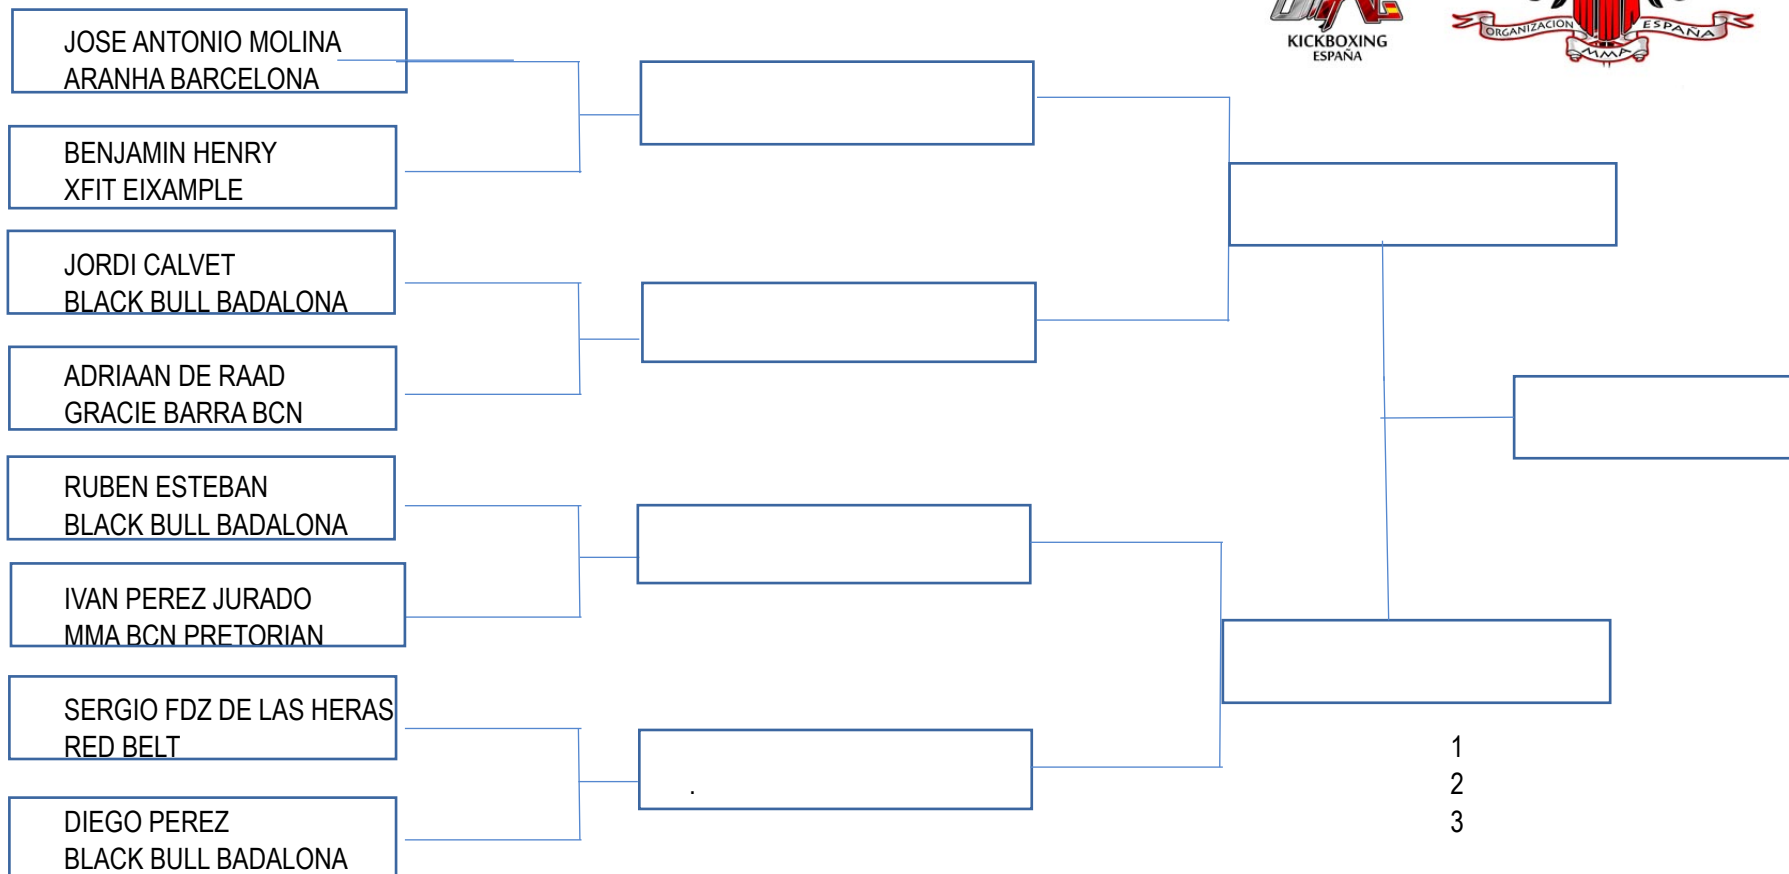 JOSE ANTONIO MOLINA
ARANHA BARCELONA
BENJAMIN HENRY
XFIT EIXAMPLE
JORDI CALVET
BLACK BULL BADALONA
ADRIAAN DE RAAD
GRACIE BARRA BCN
RUBEN ESTEBAN
BLACK BULL BADALONA
IVAN PEREZ JURADO
MMA BCN PRETORIAN
SERGIO FDZ DE LAS HERAS
RED BELT
DIEGO PEREZ
BLACK BULL BADALONA
.
KICKBOXING
ESPAÑA
ORGANIZACION ESPAÑA
MMA
1
2
3